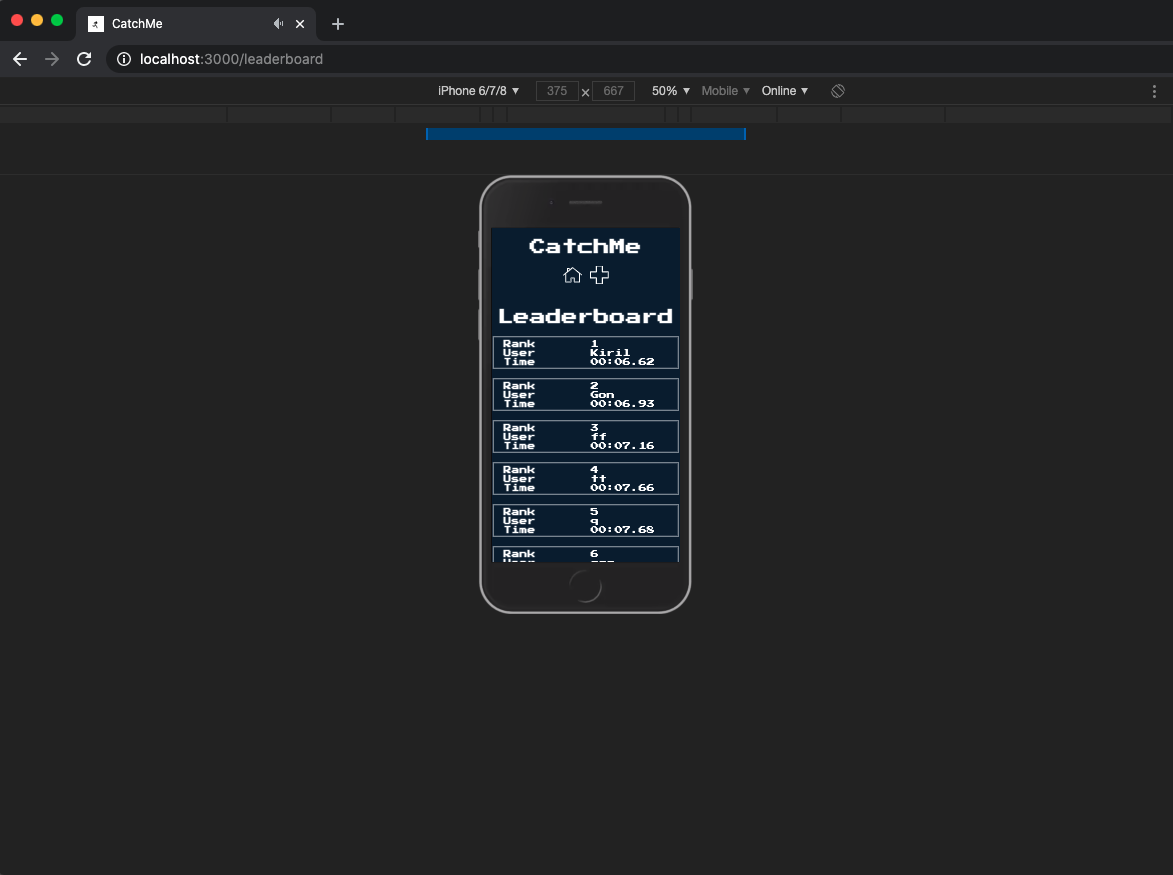 CatchMe
localhost:3000/leaderboard
iPhone 6/7/8 ▼ 375 x 667 50% ▼ Mobile ▼ Online ▼
CatchMe
Leaderboard
Rank 1
User Kiril
Time 00:06.62
Rank 2
User Gon
Time 00:06.93
Rank 3
User ff
Time 00:07.16
Rank 4
User tt
Time 00:07.66
Rank 5
User q
Time 00:07.68
Rank 6
User